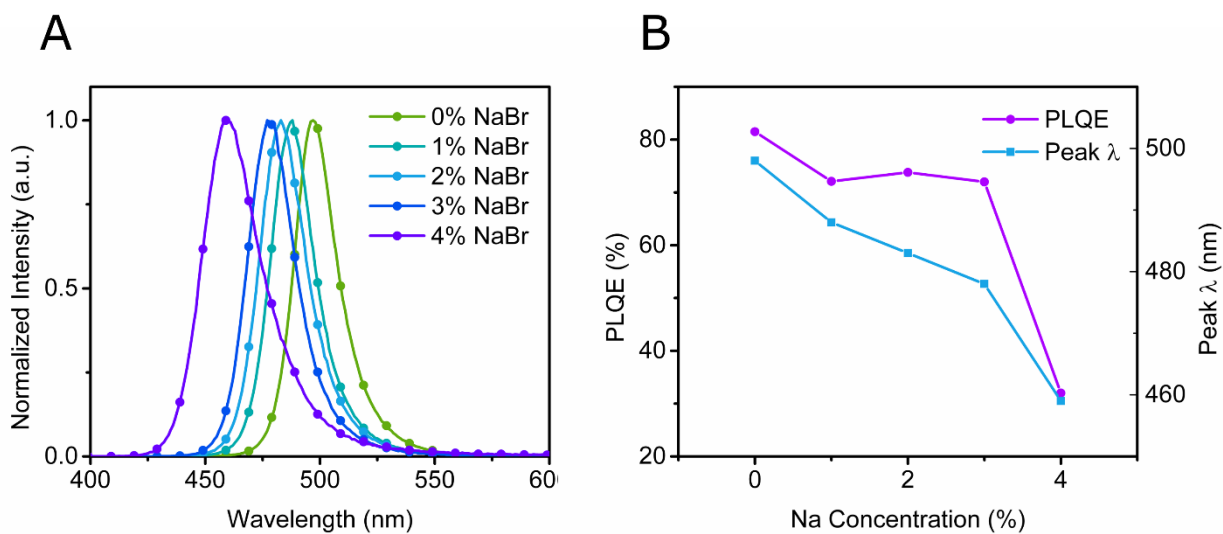 A
Normalized Intensity (a.u.)
1.0
0.5
0.0
400
450
500
550
600
Wavelength (nm)
0% NaBr
1% NaBr
2% NaBr
3% NaBr
4% NaBr
B
PLQE (%)
80
60
40
20
0
2
4
Na Concentration (%)
PLQE
Peak λ
500
480
460
Peak λ (nm)